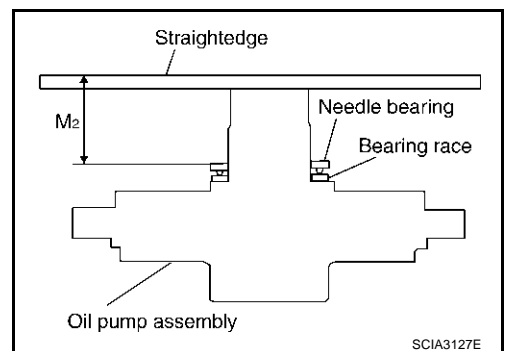 Straightedge
M2
Needle bearing
Bearing race
Oil pump assembly
SCIA3127E